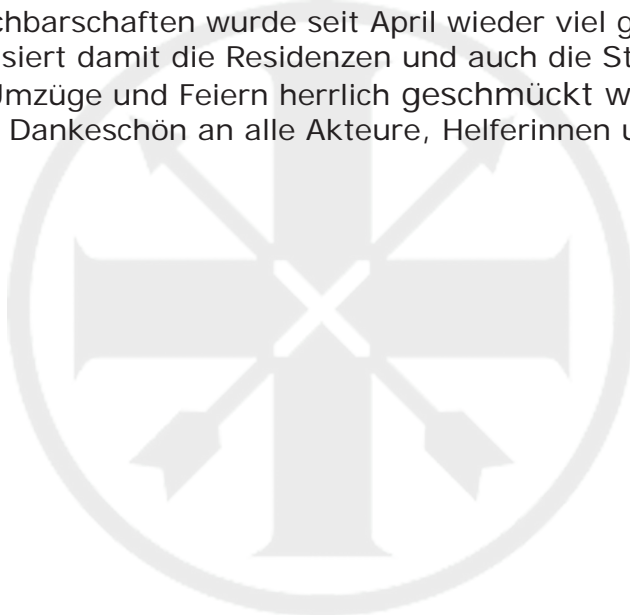 chbarschaften wurde seit April wieder viel g
siert damit die Residenzen und auch die St
Umzüge und Feiern herrlich geschmückt w
Dankeschön an alle Akteure, Helferinnen u